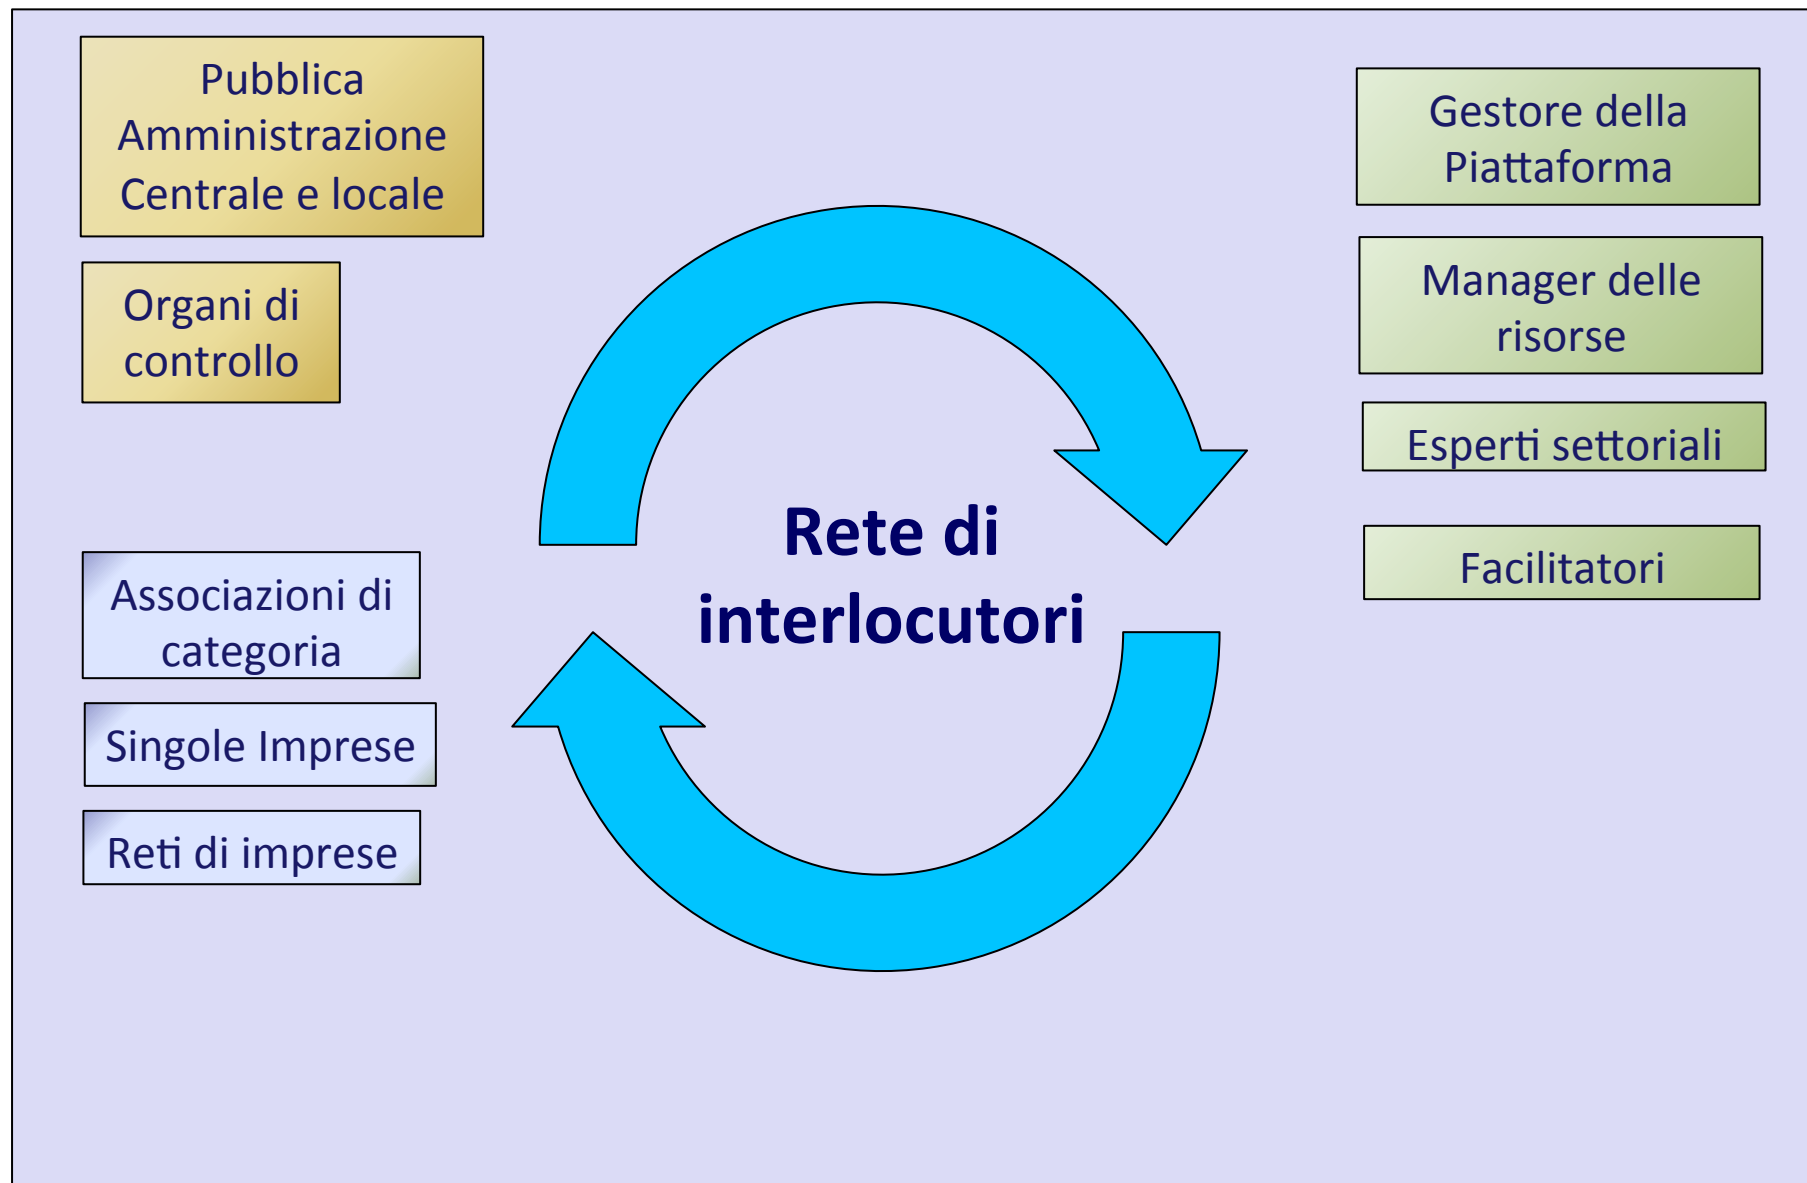 Pubblica
Amministrazione
Centrale e locale
Organi di
controllo
Associazioni di
categoria
Singole Imprese
Reti di imprese
Rete di
interlocutori
Gestore della
Piattaforma
Manager delle
risorse
Esperti settoriali
Facilitatori